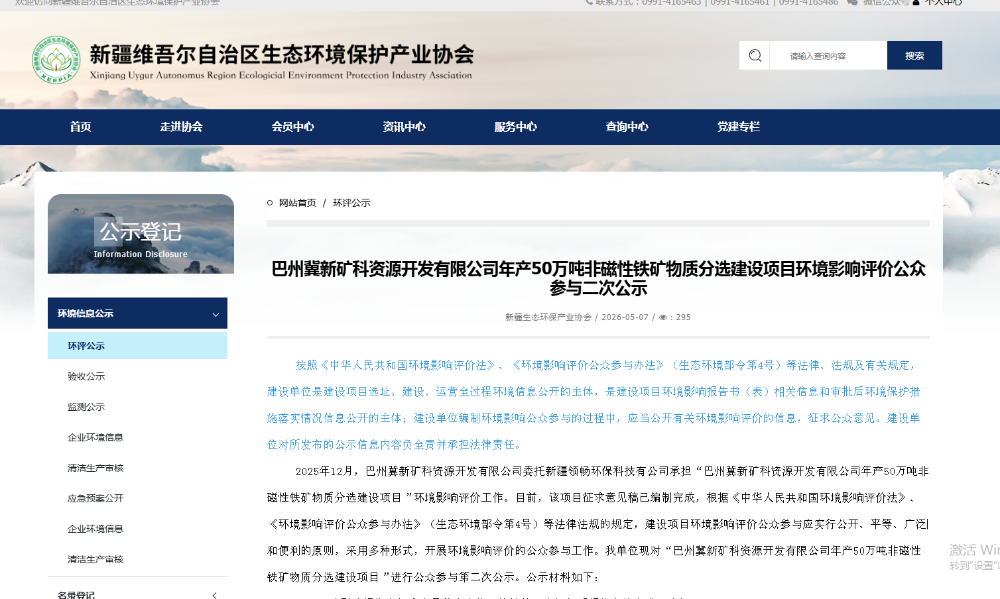 欢迎访问新疆维吾尔自治区生态环境保护产业协会
联系方式：0991-4165463 | 0991-4165461 | 0991-4165486 微信公众号 个人中心
新疆维吾尔自治区生态环境保护产业协会
Xinjiang Uygur Autonomus Region Ecologicial Environment Protection Industry Assciation
XEEPIA
请输入查询内容
搜索
首页 走进协会 会员中心 资讯中心 服务中心 查询中心 党建专栏
公示登记
Information Disclosure
环境信息公示
环评公示
验收公示
监测公示
企业环境信息
清洁生产审核
应急预案公开
企业环境信息
清洁生产审核
名录登记
网站首页 / 环评公示
巴州冀新矿科资源开发有限公司年产50万吨非磁性铁矿物质分选建设项目环境影响评价公众
参与二次公示
新疆生态环保产业协会 / 2026-05-07 / : 295
按照《中华人民共和国环境影响评价法》、《环境影响评价公众参与办法》（生态环境部令第4号）等法律、法规及有关规定，
建设单位是建设项目选址、建设、运营全过程环境信息公开的主体，是建设项目环境影响报告书（表）相关信息和审批后环境保护措
施落实情况信息公开的主体；建设单位编制环境影响公众参与的过程中，应当公开有关环境影响评价的信息，征求公众意见。建设单
位对所发布的公示信息内容负全责并承担法律责任。
2025年12月，巴州冀新矿科资源开发有限公司委托新疆领畅环保科技有公司承担“巴州冀新矿科资源开发有限公司年产50万吨非
磁性铁矿物质分选建设项目”环境影响评价工作。目前，该项目征求意见稿已编制完成，根据《中华人民共和国环境影响评价法》、
《环境影响评价公众参与办法》（生态环境部令第4号）等法律法规的规定，建设项目环境影响评价公众参与应实行公开、平等、广泛
和便利的原则，采用多种形式，开展环境影响评价的公众参与工作。我单位现对“巴州冀新矿科资源开发有限公司年产50万吨非磁性
铁矿物质分选建设项目”进行公众参与第二次公示。公示材料如下：
激活 Win
转到“设置”以